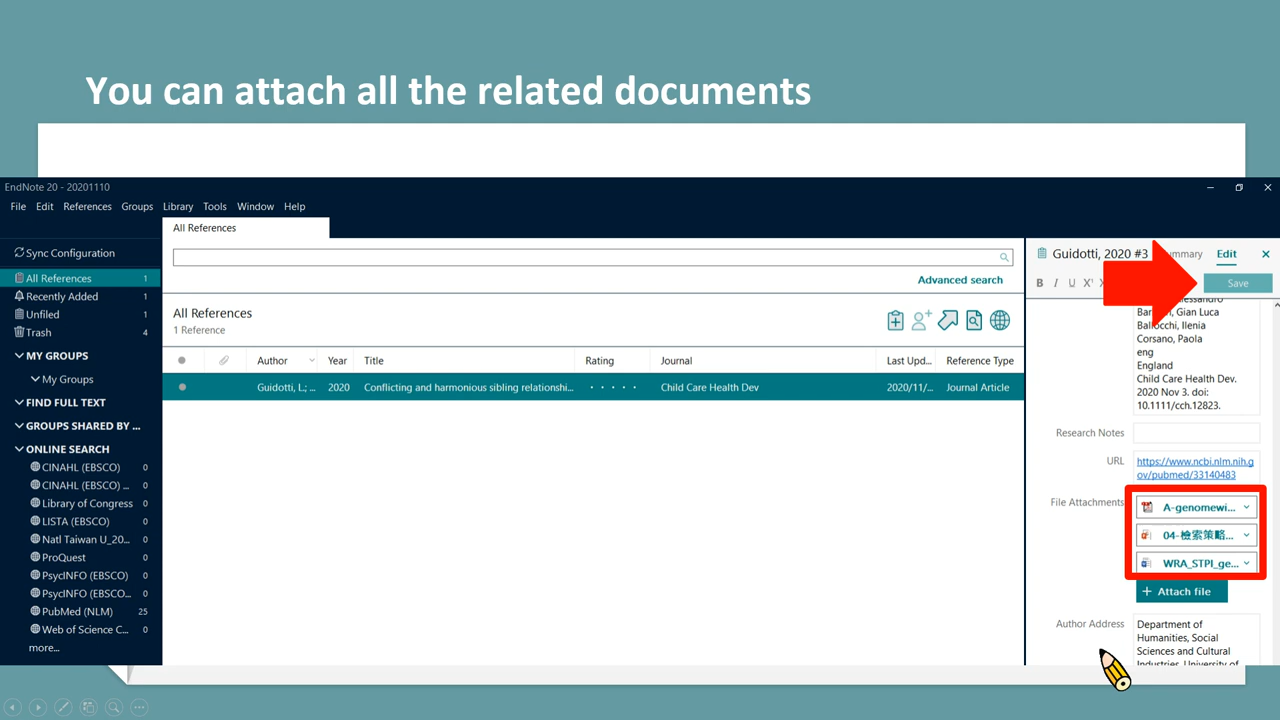 You can attach all the related documents
EndNote 20 - 20201110
File Edit References Groups Library Tools Window Help
All References
Sync Configuration
All References 1
Recently Added 1
Unfiled 1
Trash 4
MY GROUPS
My Groups
FIND FULL TEXT
GROUPS SHARED BY ...
ONLINE SEARCH
CINAHL (EBSCO) 0
CINAHL (EBSCO) ... 0
Library of Congress 0
LISTA (EBSCO) 0
Natl Taiwan U_20... 0
ProQuest 0
PsycINFO (EBSCO) 0
PsycINFO (EBSCO... 0
PubMed (NLM) 25
Web of Science C... 0
more...
Advanced search
All References
1 Reference
Author Year Title Rating Journal Last Upd... Reference Type
Guidotti, L.; ... 2020 Conflicting and harmonious sibling relationshi... Child Care Health Dev 2020/11/... Journal Article
Guidotti, 2020 #3 ummary Edit
B I U X Save
Gian Luca
Ilenia
Corsano, Paola
eng
England
Child Care Health Dev.
2020 Nov 3. doi:
10.1111/cch.12823.
Research Notes
URL https://www.ncbi.nlm.nih.g
ov/pubmed/33140483
File Attachments A-genomewi...
04-檢索策略...
WRA_STPI_ge...
+ Attach file
Author Address Department of
Humanities, Social
Sciences and Cultural
Industries, University of